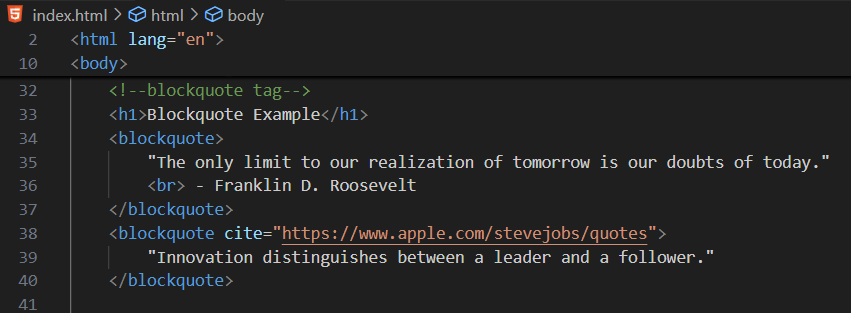 index.html > html > body
2 <html lang="en">
10 <body>
32 <!--blockquote tag-->
33 <h1>Blockquote Example</h1>
34 <blockquote>
35 "The only limit to our realization of tomorrow is our doubts of today."
36 <br> - Franklin D. Roosevelt
37 </blockquote>
38 <blockquote cite="https://www.apple.com/stevejobs/quotes">
39 "Innovation distinguishes between a leader and a follower."
40 </blockquote>
41